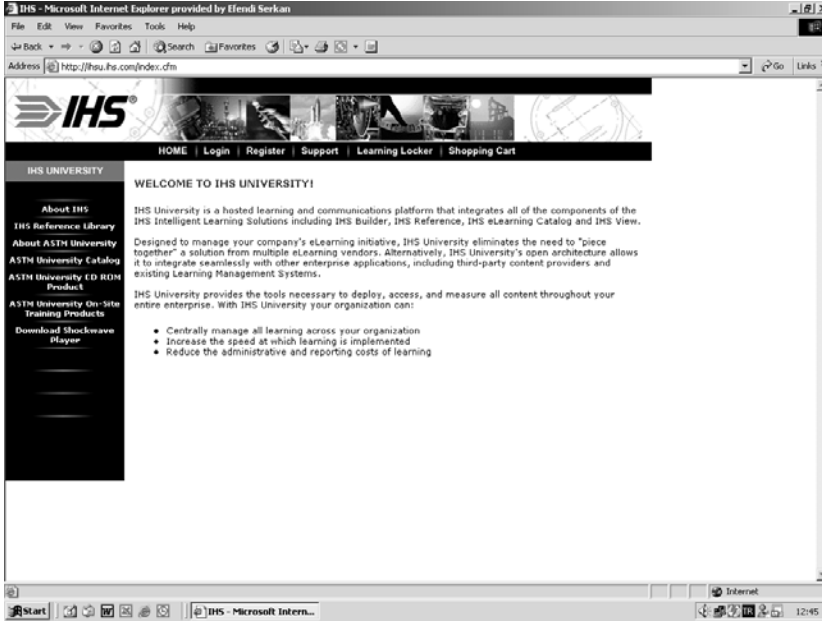 IHS - Microsoft Internet Explorer provided by Efendi Serkan
File Edit View Favorites Tools Help
Back Search Favorites
Address http://ihsu.ihs.com/index.cfm Go Links
IHS®
HOME | Login | Register | Support | Learning Locker | Shopping Cart
IHS UNIVERSITY
About IHS
IHS Reference Library
About ASTM University
ASTM University Catalog
ASTM University CD ROM
Product
ASTM University On-Site
Training Products
Download Shockwave
Player
WELCOME TO IHS UNIVERSITY!
IHS University is a hosted learning and communications platform that integrates all of the components of the
IHS Intelligent Learning Solutions including IHS Builder, IHS Reference, IHS eLearning Catalog and IHS View.
Designed to manage your company's eLearning initiative, IHS University eliminates the need to "piece
together" a solution from multiple eLearning vendors. Alternatively, IHS University's open architecture allows
it to integrate seamlessly with other enterprise applications, including third-party content providers and
existing Learning Management Systems.
IHS University provides the tools necessary to deploy, access, and measure all content throughout your
entire enterprise. With IHS University your organization can:
• Centrally manage all learning across your organization
• Increase the speed at which learning is implemented
• Reduce the administrative and reporting costs of learning
Internet
Start IHS - Microsoft Intern... TR 12:45